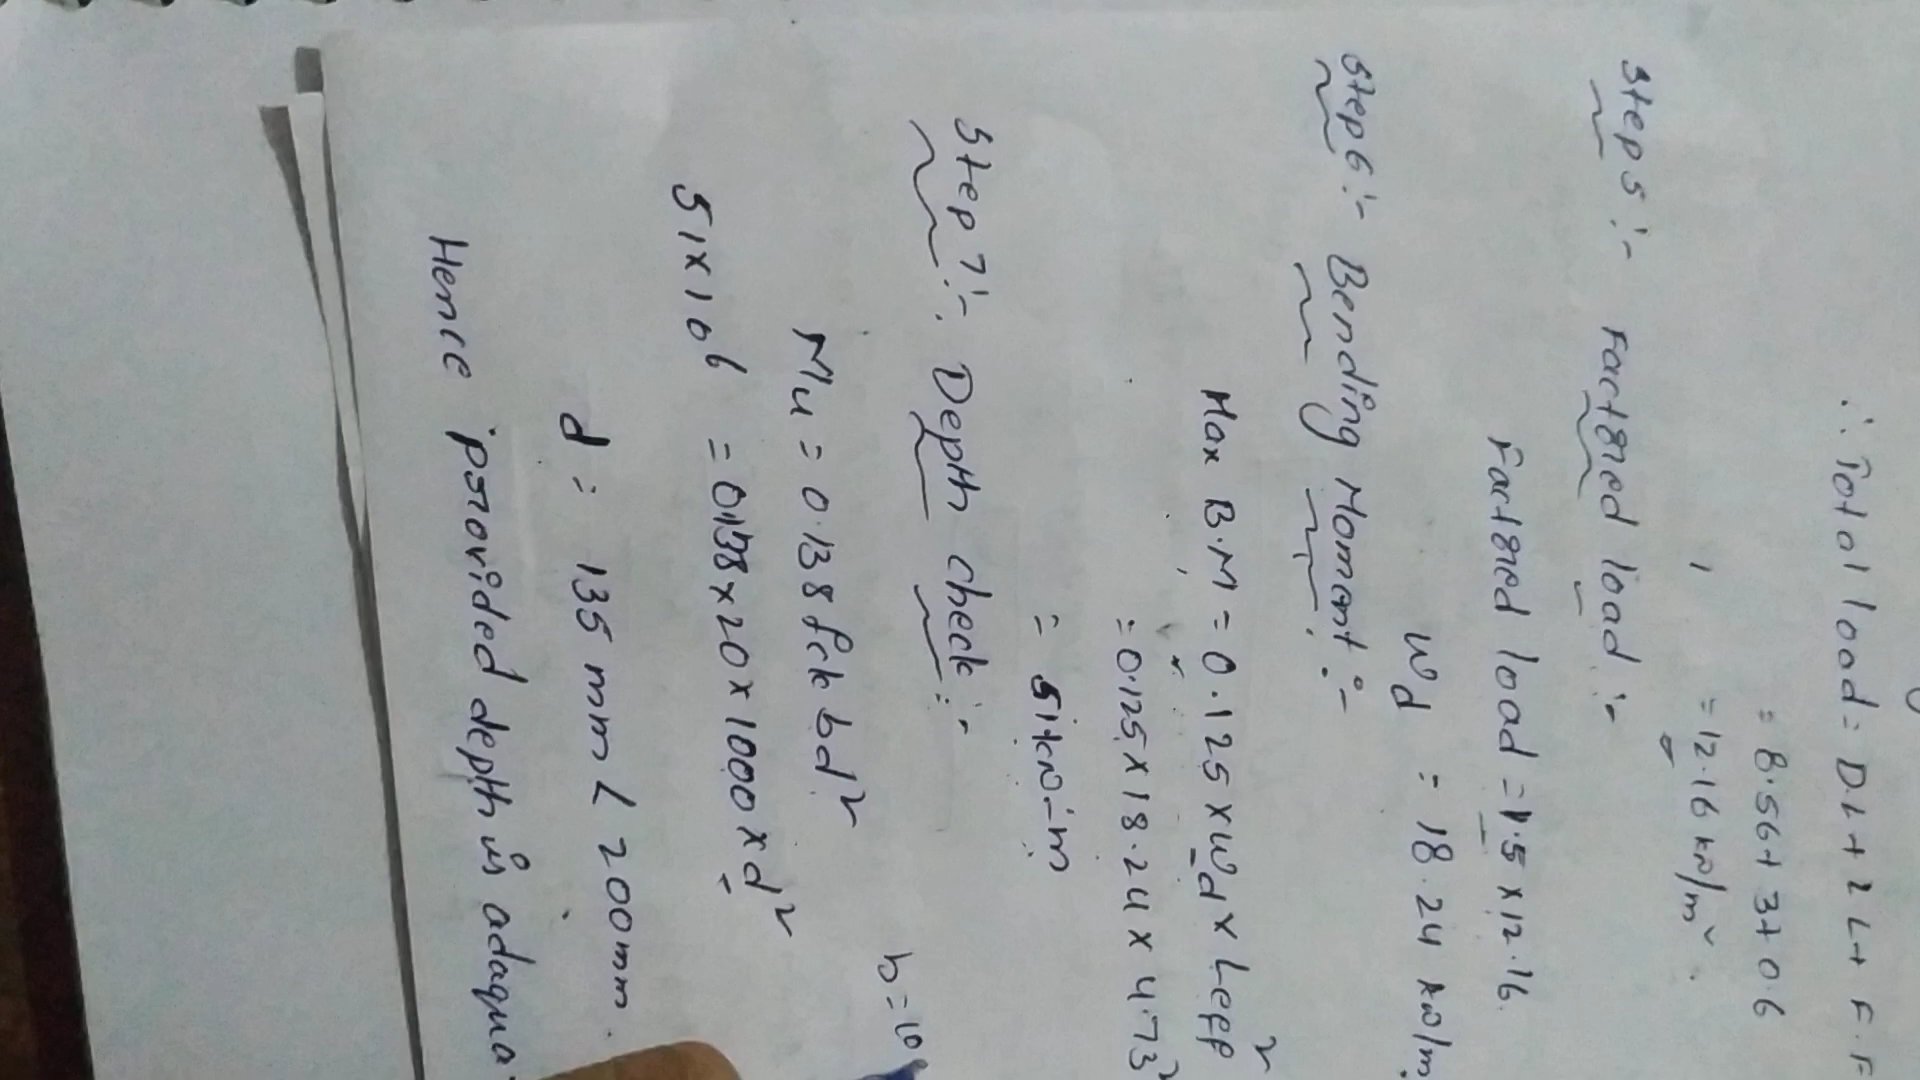 ∴ Total load = D.L + L.L + F.F
= 8.56 + 3 + 0.6
= 12.16 kN/m²
Step 5 :- Factored load :-
Factored load = 1.5 x 12.16
Wd = 18.24 kN/m
Step 6 :- Bending Moment :-
Max B.M = 0.125 x Wd x Leff²
= 0.125 x 18.24 x 4.73²
= 51 kN-m
Step 7 :- Depth check :-
Mu = 0.138 fck bd²
b = 10
51 x 10⁶ = 0.138 x 20 x 1000 x d²
d = 135 mm < 200 mm.
Hence provided depth is adaqua